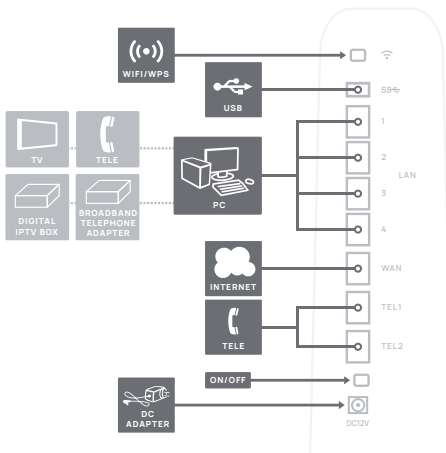 WIFI/WPS
USB
SS
1
TV
TELE
2
LAN
PC
3
DIGITAL
IPTV BOX
BROADBAND
TELEPHONE
ADAPTER
4
INTERNET
WAN
TEL1
TELE
TEL2
ON/OFF
DC
ADAPTER
DC12V